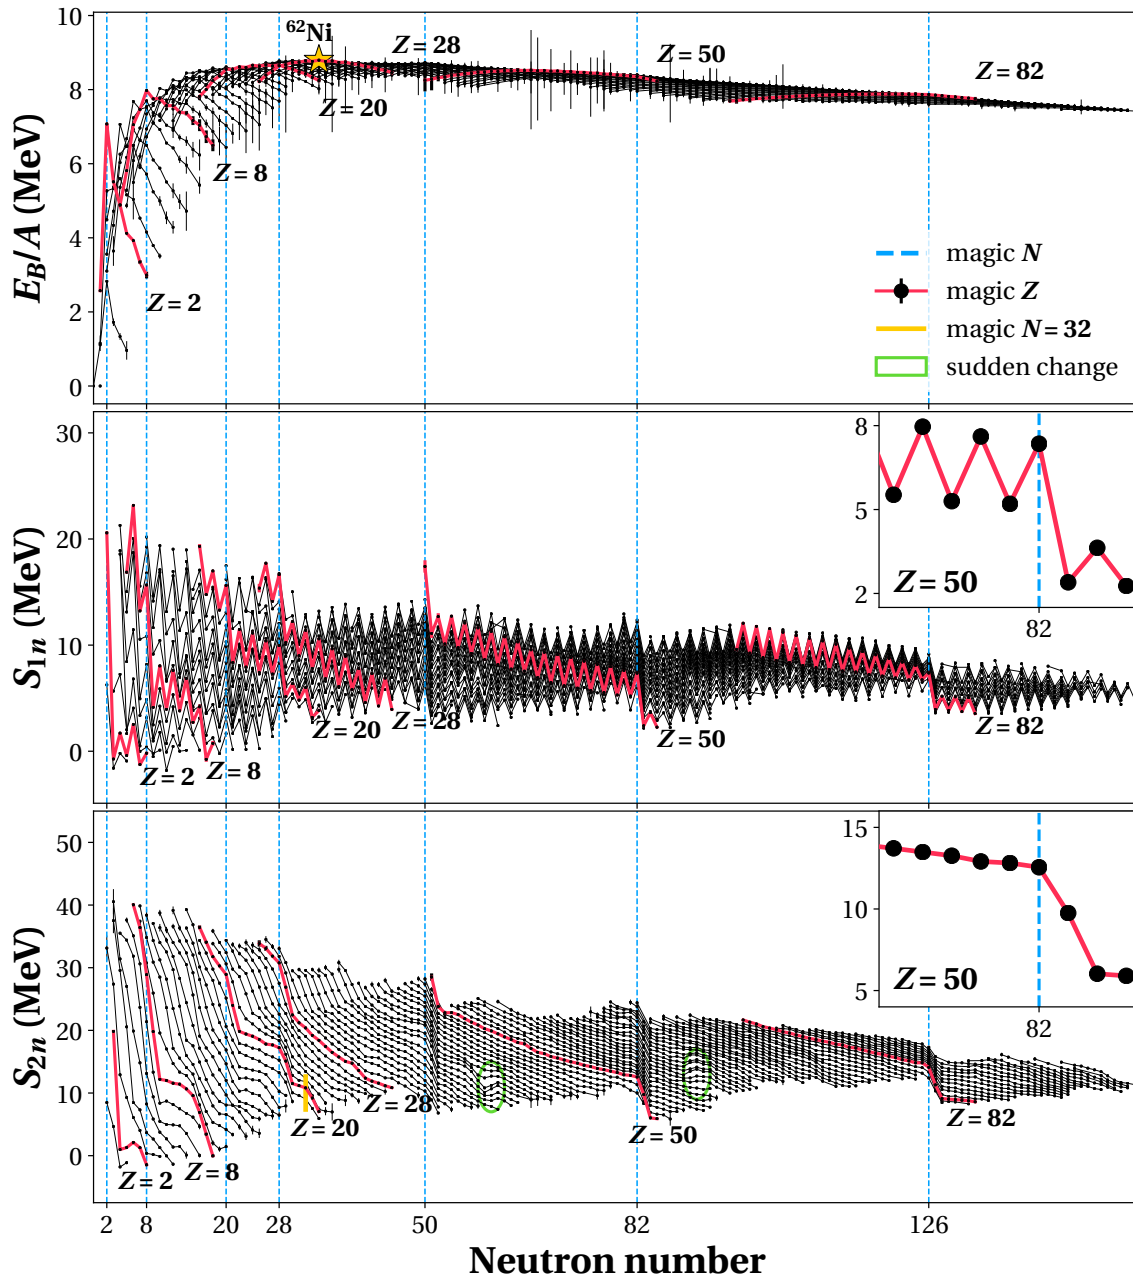 10
8
6
4
2
0
E_B/A (MeV)
⁶²Ni
Z = 28
Z = 50
Z = 82
Z = 20
Z = 8
Z = 2
magic N
magic Z
magic N = 32
sudden change
30
20
10
0
S_1n (MeV)
Z = 2
Z = 8
Z = 20
Z = 28
Z = 50
Z = 82
8
5
2
Z = 50
82
50
40
30
20
10
0
S_2n (MeV)
Z = 2
Z = 8
Z = 20
Z = 28
Z = 50
Z = 82
15
10
5
Z = 50
82
2 8 20 28 50 82 126
Neutron number